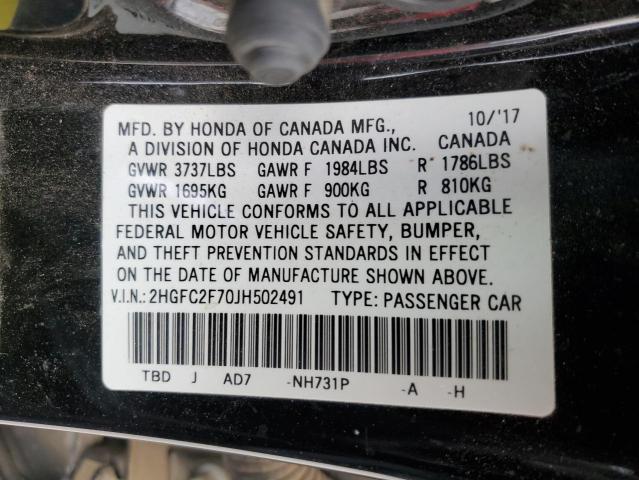 10/'17
MFD. BY HONDA OF CANADA MFG.,
A DIVISION OF HONDA CANADA INC. CANADA
GVWR 3737LBS GAWR F 1984LBS R 1786LBS
GVWR 1695KG GAWR F 900KG R 810KG
THIS VEHICLE CONFORMS TO ALL APPLICABLE
FEDERAL MOTOR VEHICLE SAFETY, BUMPER,
AND THEFT PREVENTION STANDARDS IN EFFECT
ON THE DATE OF MANUFACTURE SHOWN ABOVE.
V.I.N.: 2HGFC2F70JH502491 TYPE: PASSENGER CAR
TBD J AD7 -NH731P -A -H